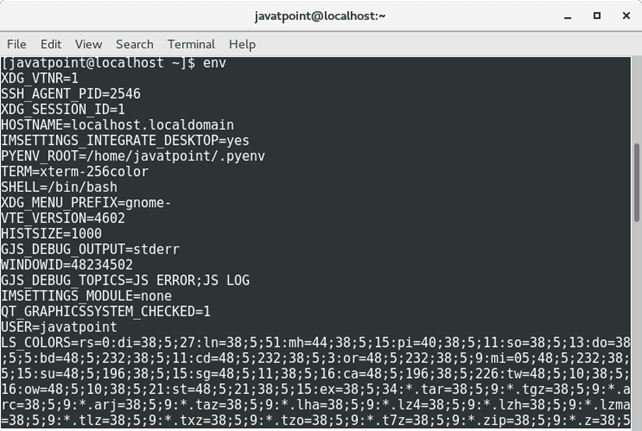 javatpoint@localhost:~
File Edit View Search Terminal Help
[javatpoint@localhost ~]$ env
XDG_VTNR=1
SSH_AGENT_PID=2546
XDG_SESSION_ID=1
HOSTNAME=localhost.localdomain
IMSETTINGS_INTEGRATE_DESKTOP=yes
PYENV_ROOT=/home/javatpoint/.pyenv
TERM=xterm-256color
SHELL=/bin/bash
XDG_MENU_PREFIX=gnome-
VTE_VERSION=4602
HISTSIZE=1000
GJS_DEBUG_OUTPUT=stderr
WINDOWID=48234502
GJS_DEBUG_TOPICS=JS ERROR;JS LOG
IMSETTINGS_MODULE=none
QT_GRAPHICSSYSTEM_CHECKED=1
USER=javatpoint
LS_COLORS=rs=0:di=38;5;27:ln=38;5;51:mh=44;38;5;15:pi=40;38;5;11:so=38;5;13:do=38
;5;5:bd=48;5;232;38;5;11:cd=48;5;232;38;5;3:or=48;5;232;38;5;9:mi=05;48;5;232;38;
5;15:su=48;5;196;38;5;15:sg=48;5;11;38;5;16:ca=48;5;196;38;5;226:tw=48;5;10;38;5;
16:ow=48;5;10;38;5;21:st=48;5;21;38;5;15:ex=38;5;34:*.tar=38;5;9:*.tgz=38;5;9:*.a
rc=38;5;9:*.arj=38;5;9:*.taz=38;5;9:*.lha=38;5;9:*.lz4=38;5;9:*.lzh=38;5;9:*.lzma
=38;5;9:*.tlz=38;5;9:*.txz=38;5;9:*.tzo=38;5;9:*.t7z=38;5;9:*.zip=38;5;9:*.z=38;5